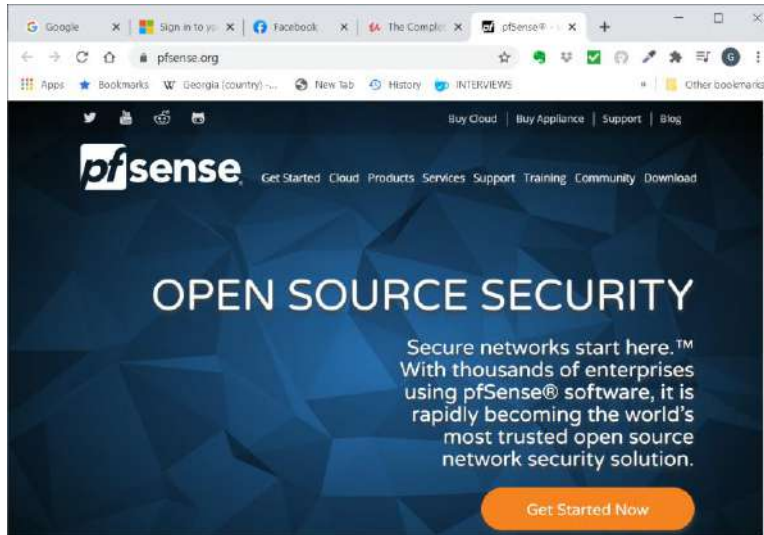 Google Sign in to yo Facebook The Complet pfSense® -
pfsense.org
Apps Bookmarks Georgia (country) -... New Tab History INTERVIEWS » Other bookmarks
Buy Cloud | Buy Appliance | Support | Blog
pfsense
Get Started Cloud Products Services Support Training Community Download
OPEN SOURCE SECURITY
Secure networks start here.™
With thousands of enterprises
using pfSense® software, it is
rapidly becoming the world's
most trusted open source
network security solution.
Get Started Now